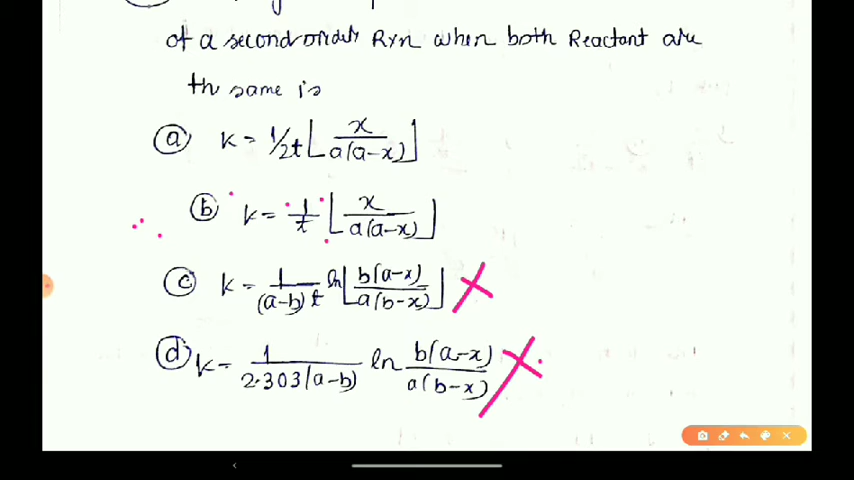 of a second order Rxn when both Reactant are
th same is
(a) k = 1/2t [x / a(a-x)]
(b) k = 1/t [x / a(a-x)]
(c) k = 1/(a-b)t ln [b(a-x) / a(b-x)]
(d) k = 1/2.303(a-b) ln b(a-x) / a(b-x)